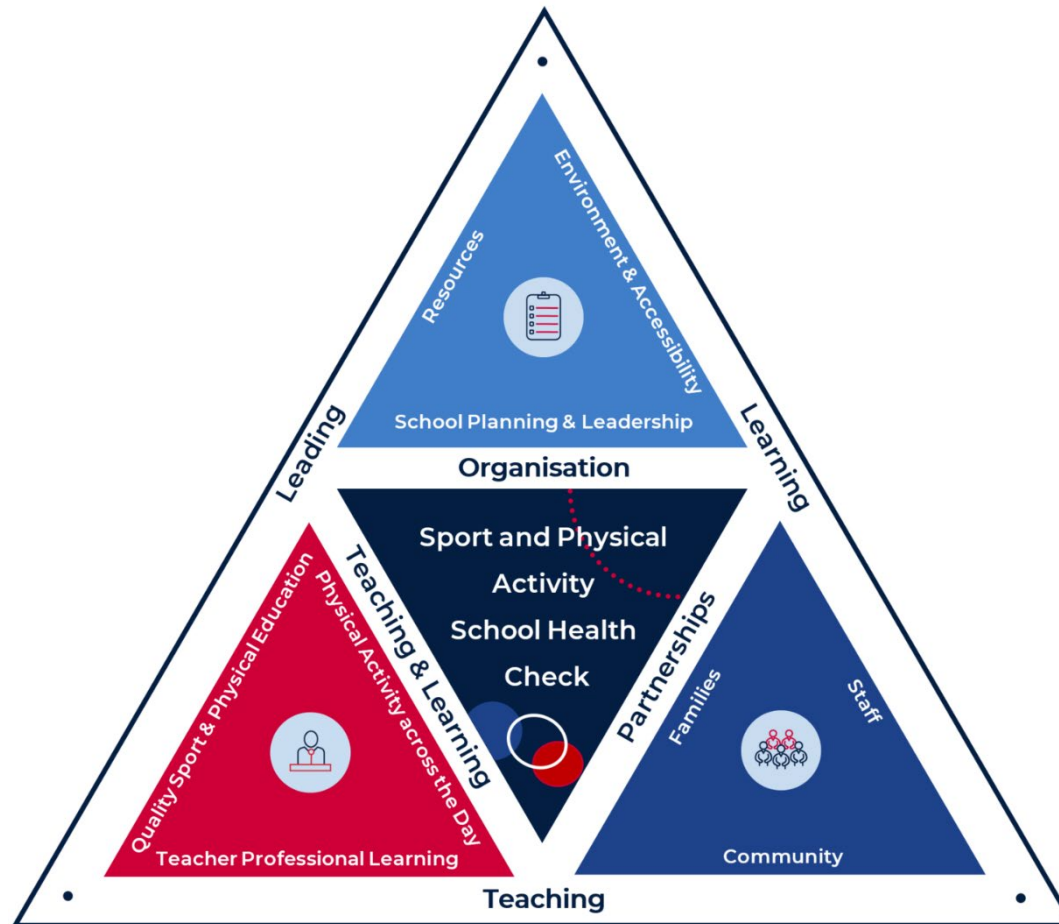 Resources
Environment & Accessibility
School Planning & Leadership
Leading
Learning
Organisation
Sport and Physical
Activity
School Health
Check
Teaching & Learning
Partnerships
Quality Sport & Physical Education
Physical Activity across the Day
Teacher Professional Learning
Families
Staff
Community
Teaching